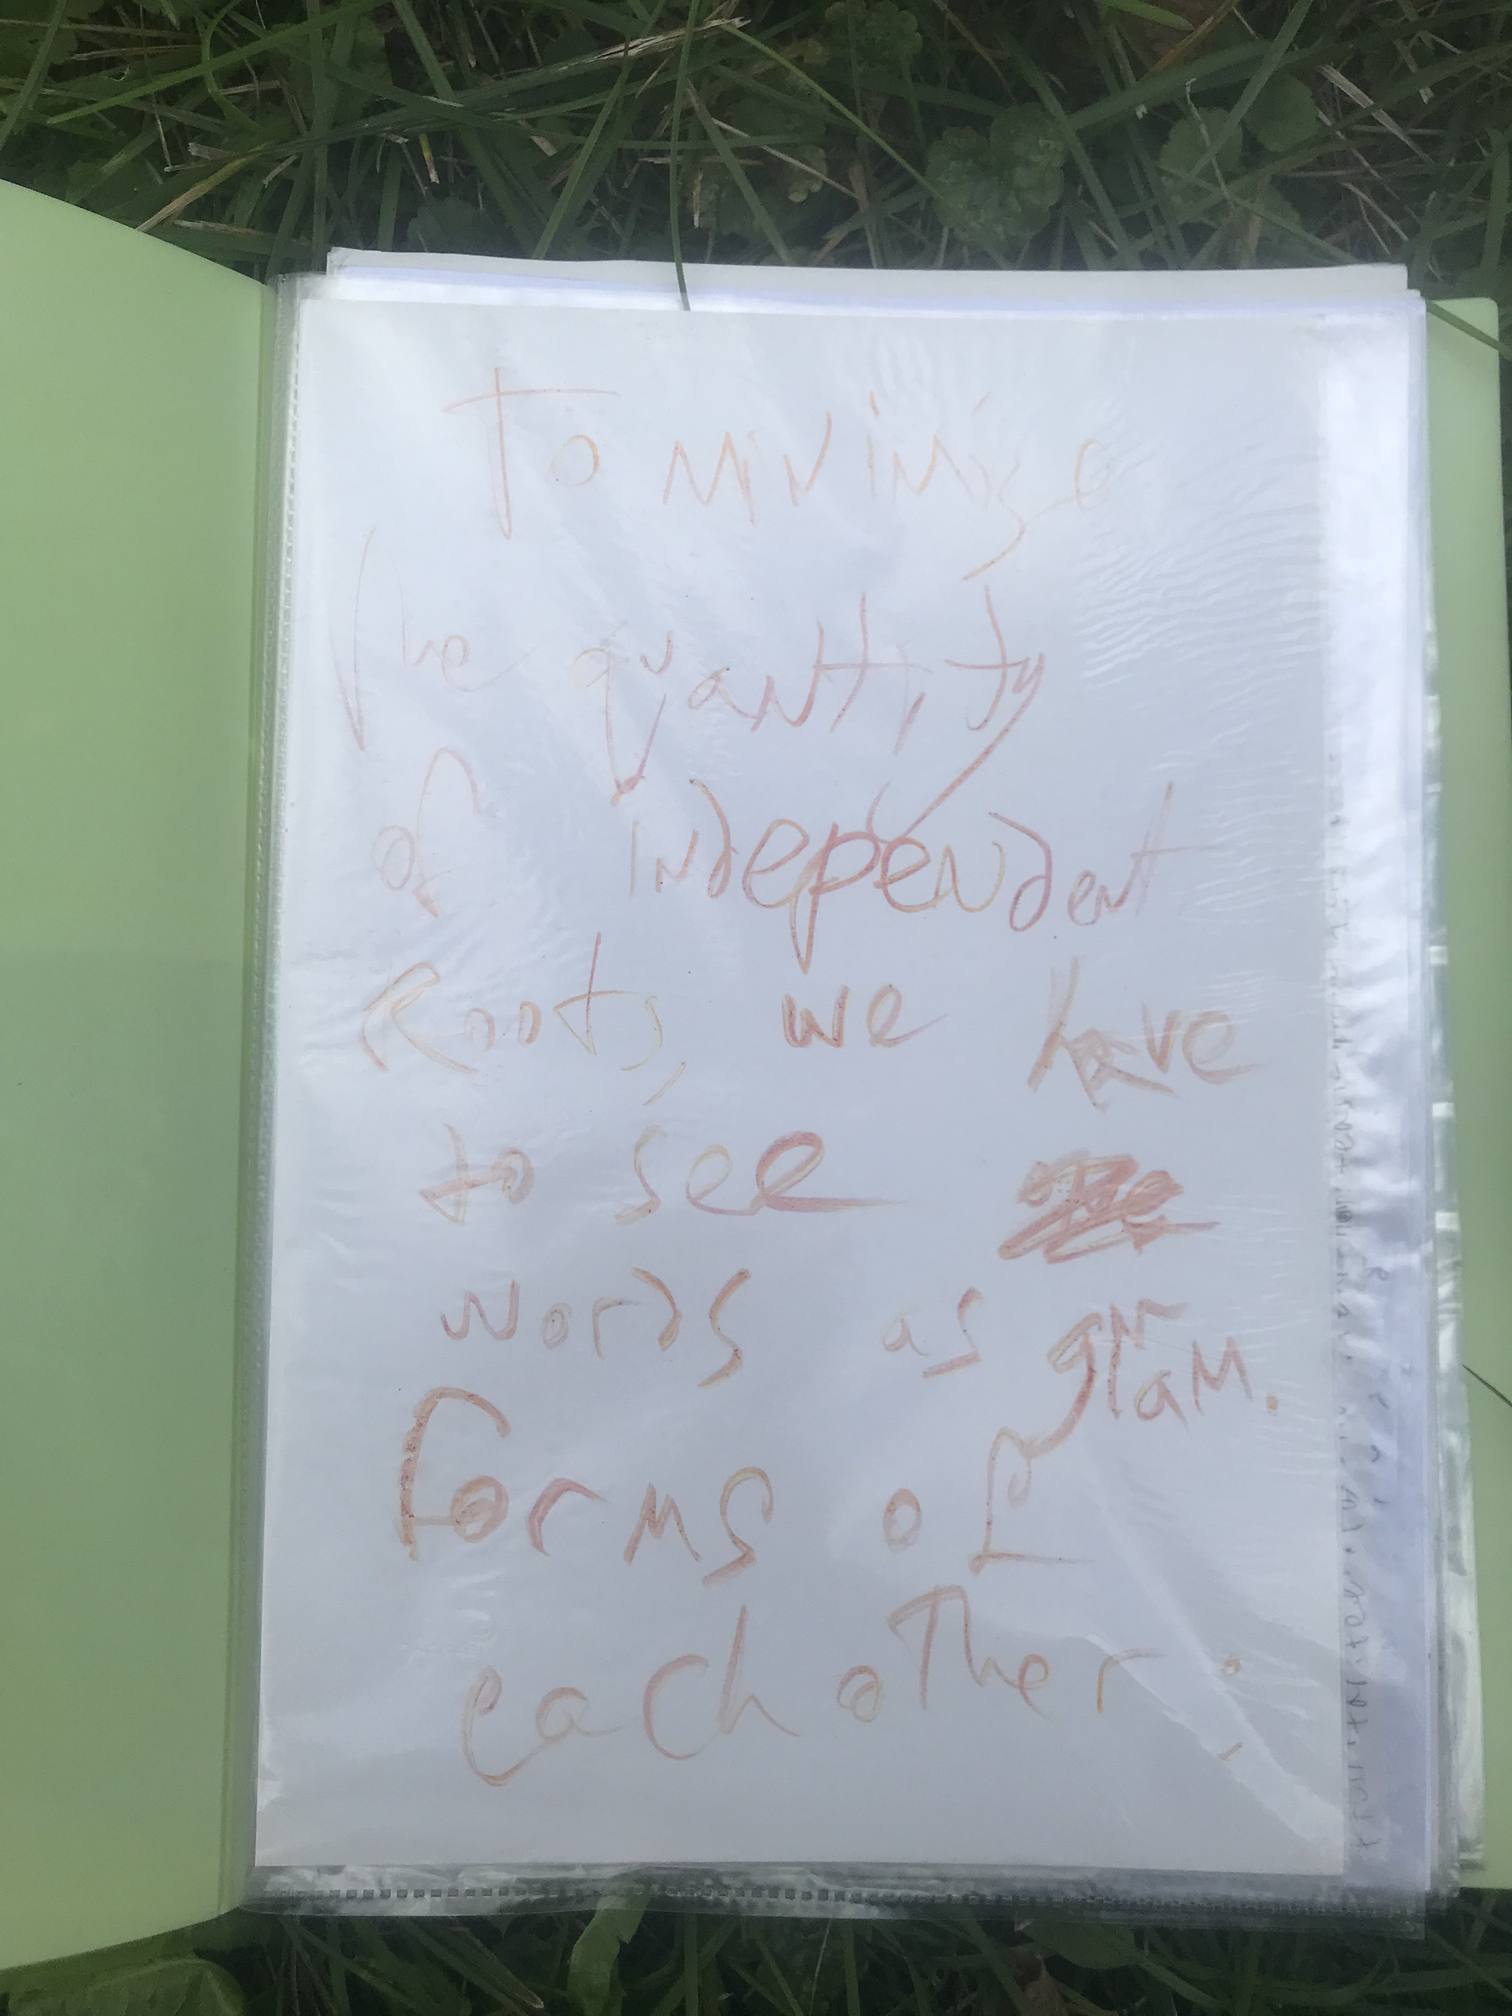 To minimize
the quantity
of independent
Roots, we have
to see
words as gram.
forms of
each other: